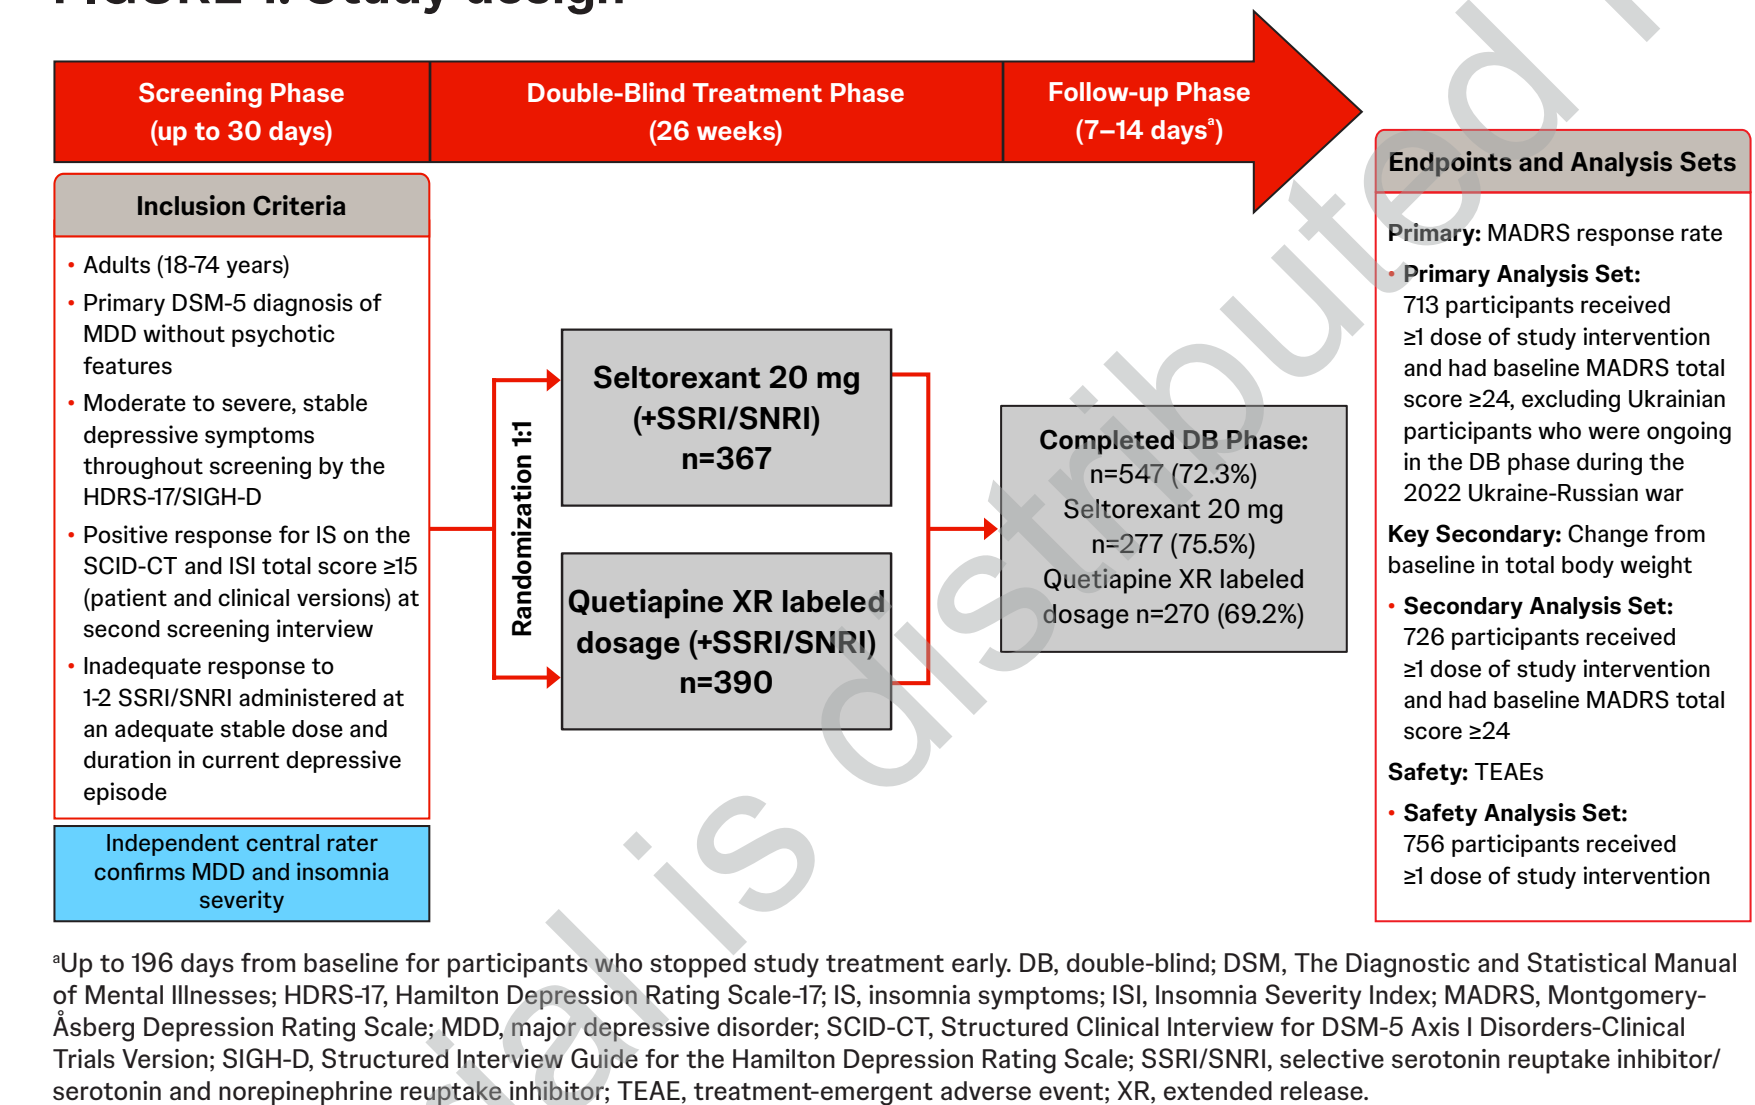 FIGURE 1. Study design
Screening Phase
(up to 30 days)
Double-Blind Treatment Phase
(26 weeks)
Follow-up Phase
(7–14 daysª)
Inclusion Criteria
• Adults (18-74 years)
• Primary DSM-5 diagnosis of
MDD without psychotic
features
• Moderate to severe, stable
depressive symptoms
throughout screening by the
HDRS-17/SIGH-D
• Positive response for IS on the
SCID-CT and ISI total score ≥15
(patient and clinical versions) at
second screening interview
• Inadequate response to
1-2 SSRI/SNRI administered at
an adequate stable dose and
duration in current depressive
episode
Independent central rater
confirms MDD and insomnia
severity
Randomization 1:1
Seltorexant 20 mg
(+SSRI/SNRI)
n=367
Quetiapine XR labeled
dosage (+SSRI/SNRI)
n=390
Completed DB Phase:
n=547 (72.3%)
Seltorexant 20 mg
n=277 (75.5%)
Quetiapine XR labeled
dosage n=270 (69.2%)
Endpoints and Analysis Sets
Primary: MADRS response rate
• Primary Analysis Set:
713 participants received
≥1 dose of study intervention
and had baseline MADRS total
score ≥24, excluding Ukrainian
participants who were ongoing
in the DB phase during the
2022 Ukraine-Russian war
Key Secondary: Change from
baseline in total body weight
• Secondary Analysis Set:
726 participants received
≥1 dose of study intervention
and had baseline MADRS total
score ≥24
Safety: TEAEs
• Safety Analysis Set:
756 participants received
≥1 dose of study intervention
ªUp to 196 days from baseline for participants who stopped study treatment early. DB, double-blind; DSM, The Diagnostic and Statistical Manual
of Mental Illnesses; HDRS-17, Hamilton Depression Rating Scale-17; IS, insomnia symptoms; ISI, Insomnia Severity Index; MADRS, Montgomery-
Åsberg Depression Rating Scale; MDD, major depressive disorder; SCID-CT, Structured Clinical Interview for DSM-5 Axis I Disorders-Clinical
Trials Version; SIGH-D, Structured Interview Guide for the Hamilton Depression Rating Scale; SSRI/SNRI, selective serotonin reuptake inhibitor/
serotonin and norepinephrine reuptake inhibitor; TEAE, treatment-emergent adverse event; XR, extended release.
is distributed